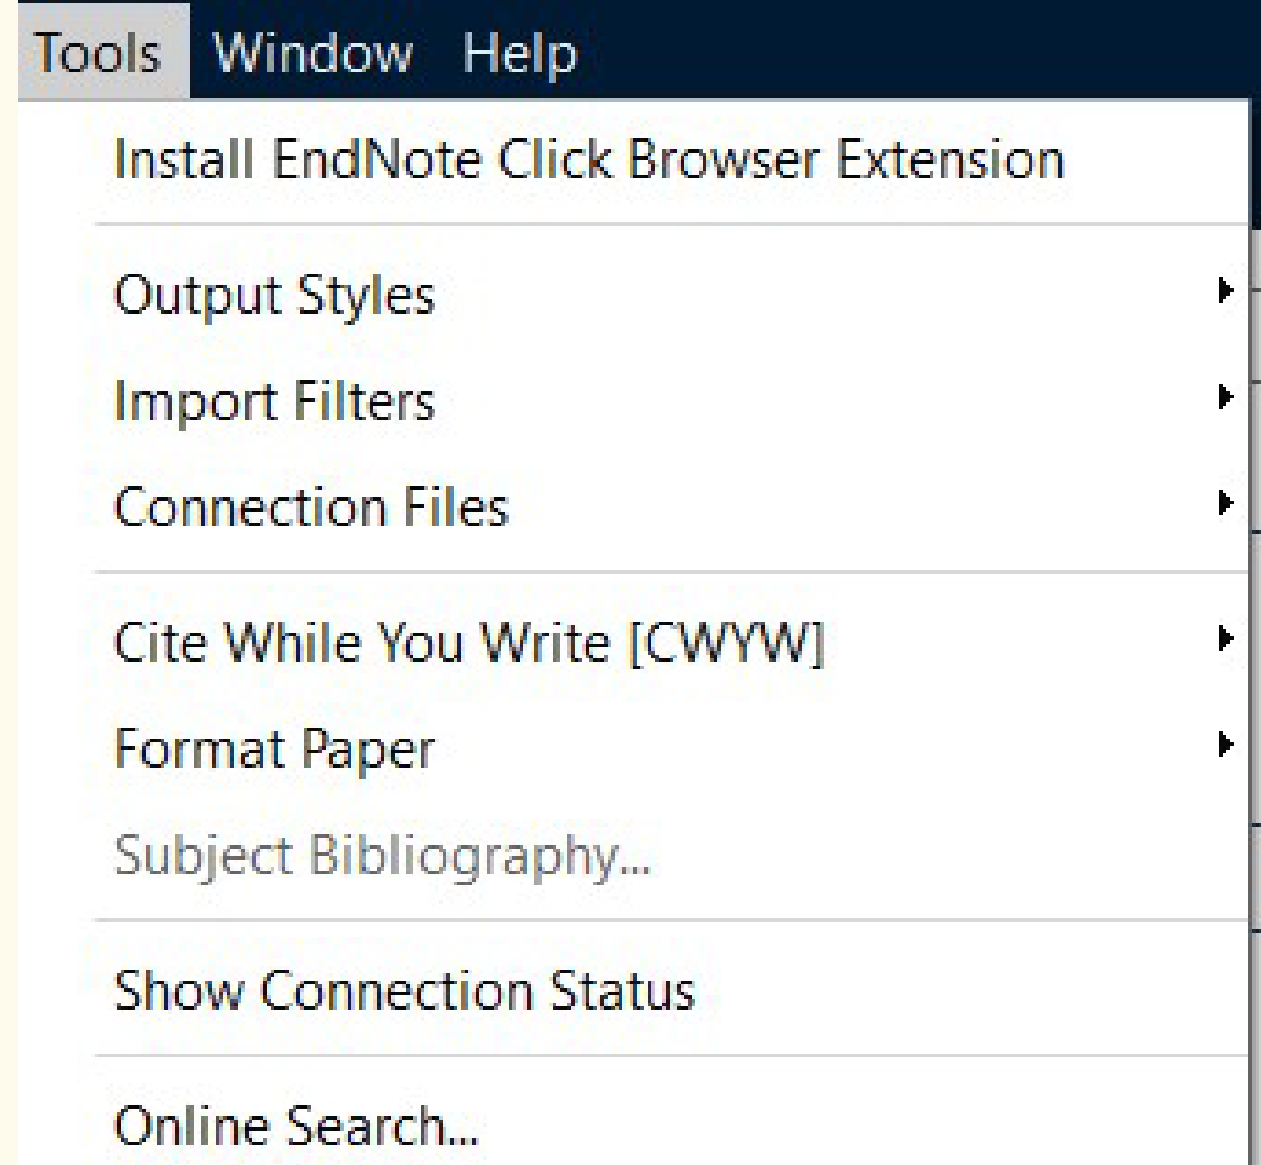 Tools Window Help
Install EndNote Click Browser Extension
Output Styles
Import Filters
Connection Files
Cite While You Write [CWYW]
Format Paper
Subject Bibliography...
Show Connection Status
Online Search...